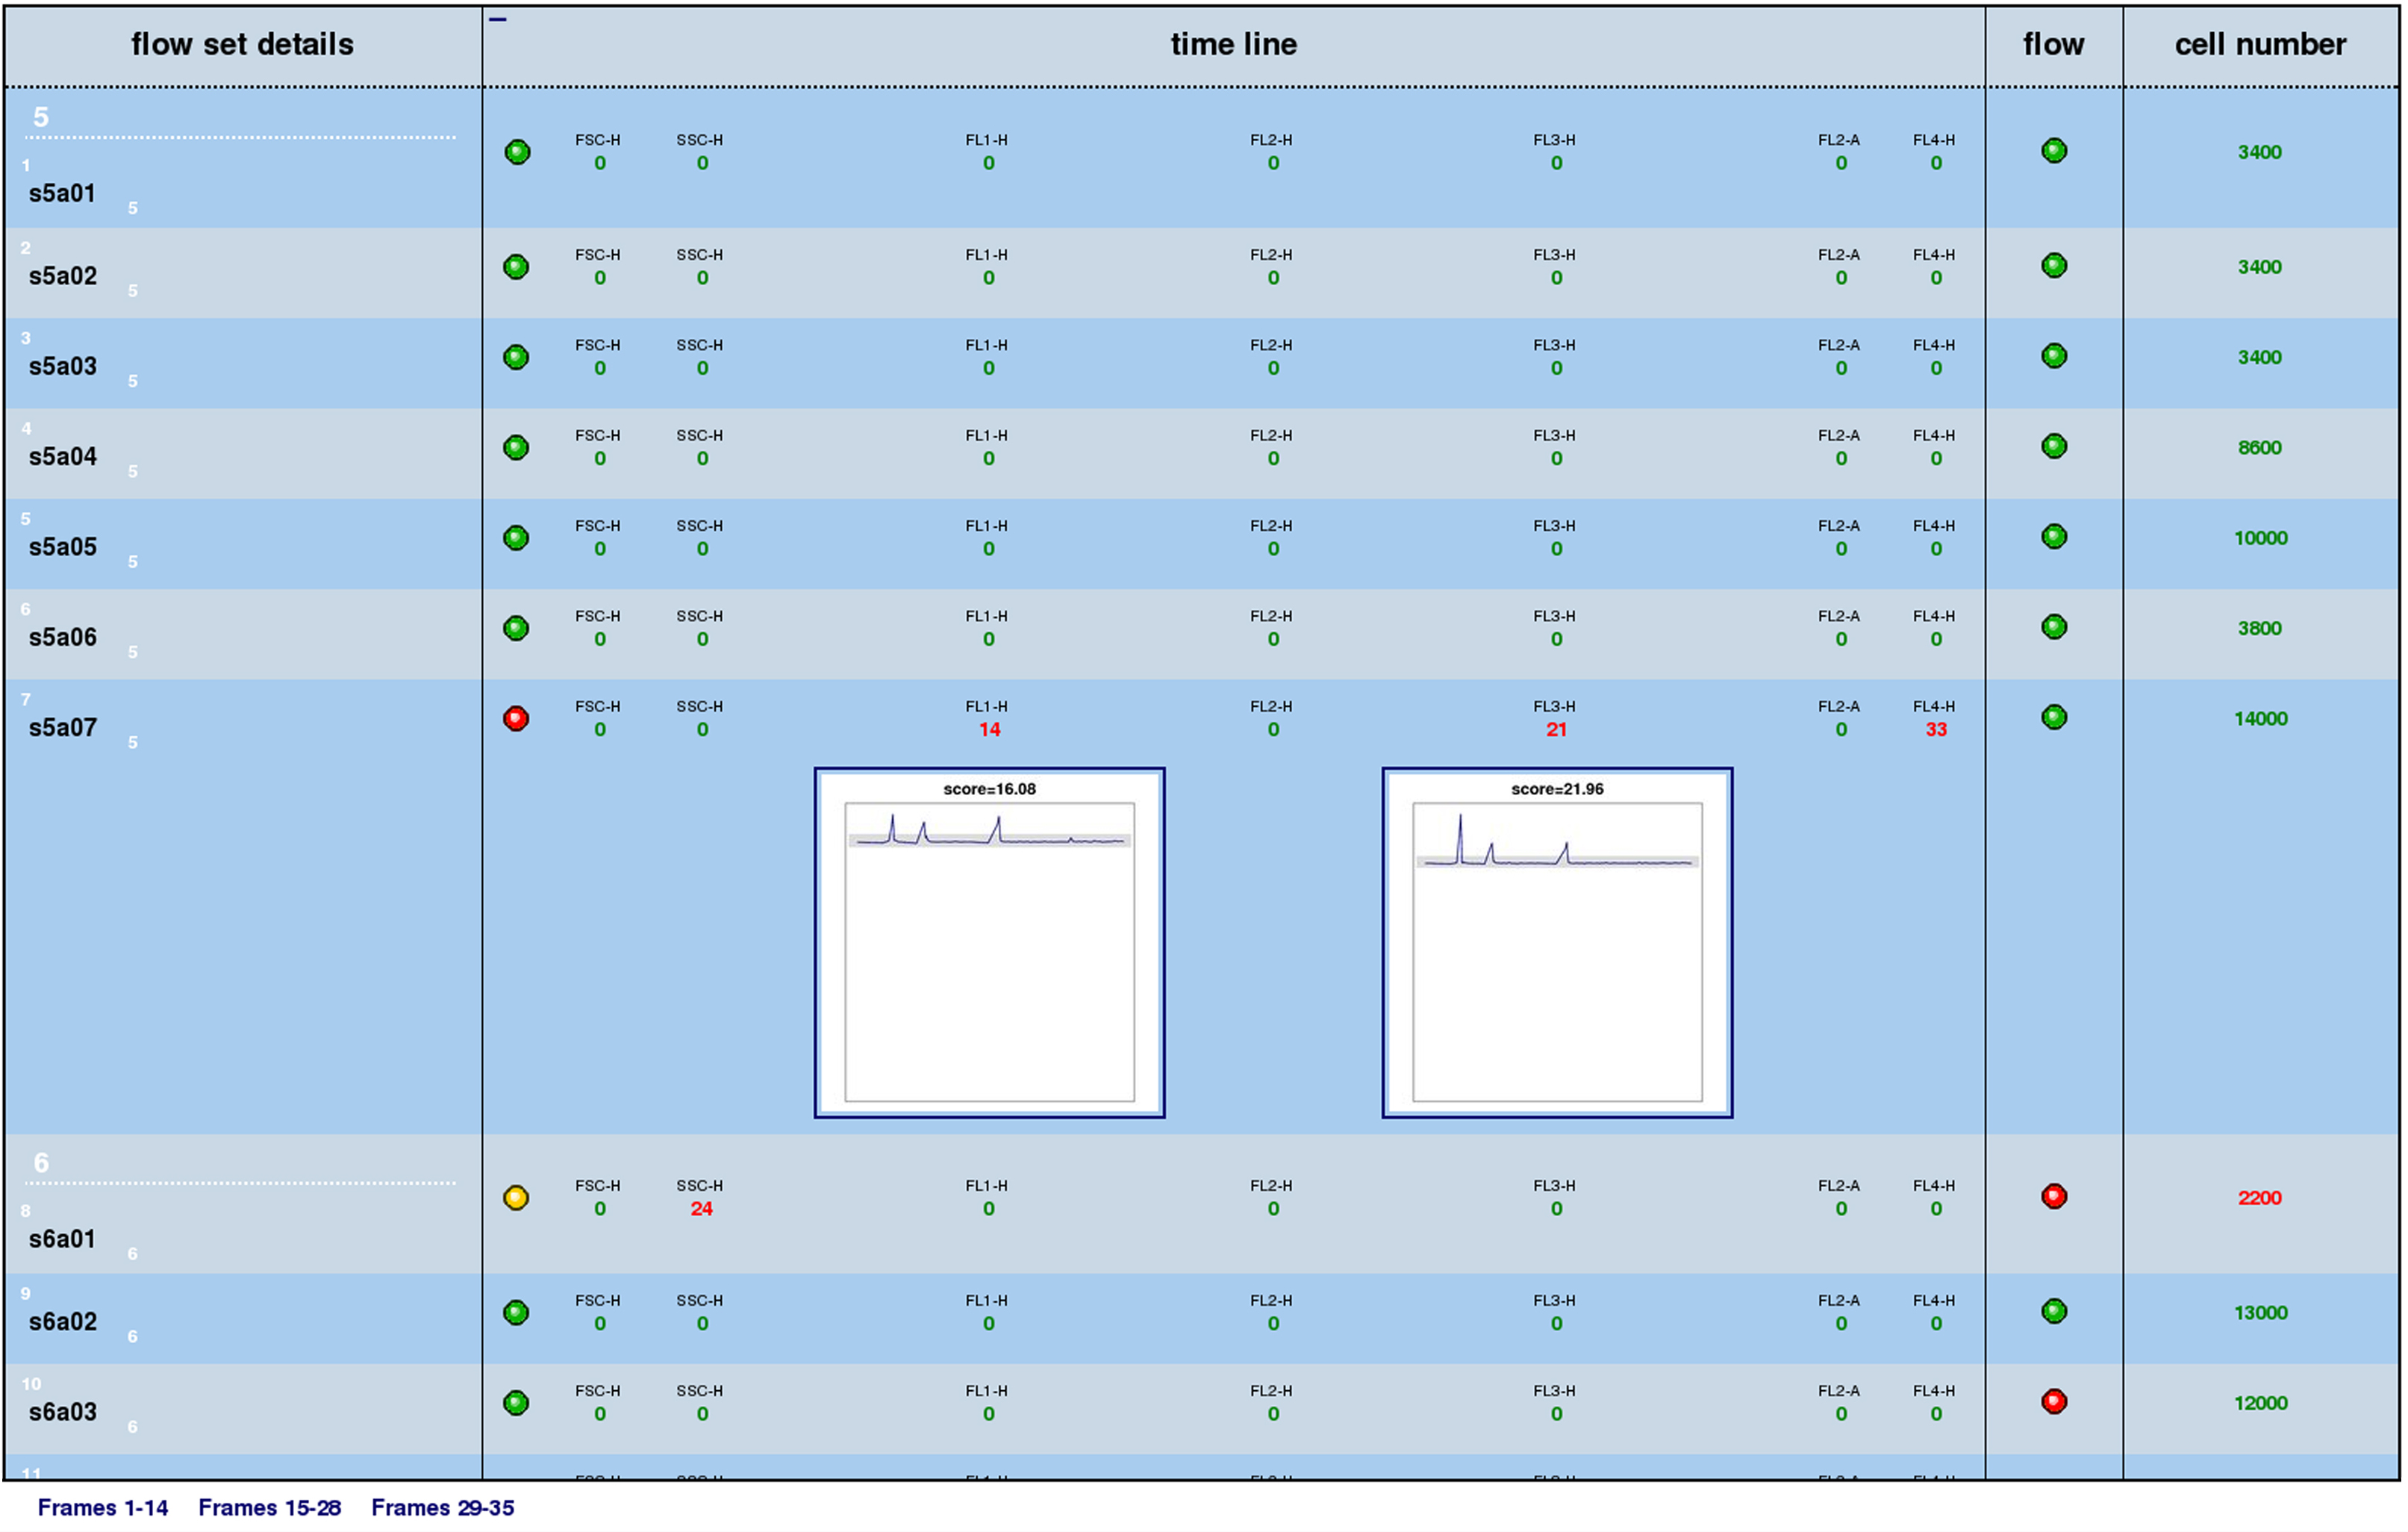 flow set details
time line
flow
cell number
5
1
s5a01 5
FSC-H SSC-H FL1-H FL2-H FL3-H FL2-A FL4-H
0 0 0 0 0 0 0
3400
2
s5a02 5
FSC-H SSC-H FL1-H FL2-H FL3-H FL2-A FL4-H
0 0 0 0 0 0 0
3400
3
s5a03 5
FSC-H SSC-H FL1-H FL2-H FL3-H FL2-A FL4-H
0 0 0 0 0 0 0
3400
4
s5a04 5
FSC-H SSC-H FL1-H FL2-H FL3-H FL2-A FL4-H
0 0 0 0 0 0 0
8600
5
s5a05 5
FSC-H SSC-H FL1-H FL2-H FL3-H FL2-A FL4-H
0 0 0 0 0 0 0
10000
6
s5a06 5
FSC-H SSC-H FL1-H FL2-H FL3-H FL2-A FL4-H
0 0 0 0 0 0 0
3800
7
s5a07 5
FSC-H SSC-H FL1-H FL2-H FL3-H FL2-A FL4-H
0 0 14 0 21 0 33
14000
score=16.08
score=21.96
6
8
s6a01 6
FSC-H SSC-H FL1-H FL2-H FL3-H FL2-A FL4-H
0 24 0 0 0 0 0
2200
9
s6a02 6
FSC-H SSC-H FL1-H FL2-H FL3-H FL2-A FL4-H
0 0 0 0 0 0 0
13000
10
s6a03 6
FSC-H SSC-H FL1-H FL2-H FL3-H FL2-A FL4-H
0 0 0 0 0 0 0
12000
11
Frames 1-14 Frames 15-28 Frames 29-35